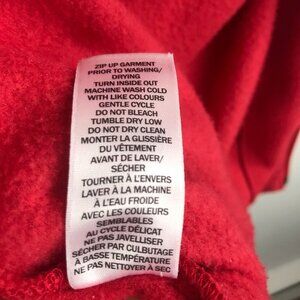 ZIP UP GARMENT
PRIOR TO WASHING/
DRYING
TURN INSIDE OUT
MACHINE WASH COLD
WITH LIKE COLOURS
GENTLE CYCLE
DO NOT BLEACH
TUMBLE DRY LOW
DO NOT DRY CLEAN
MONTER LA GLISSIÈRE
DU VÊTEMENT
AVANT DE LAVER/
SÉCHER
TOURNER À L'ENVERS
LAVER À LA MACHINE
À L'EAU FROIDE
AVEC LES COULEURS
SEMBLABLES
AU CYCLE DÉLICAT
NE PAS JAVELLISER
SÉCHER PAR CULBUTAGE
À BASSE TEMPÉRATURE
NE PAS NETTOYER À SEC